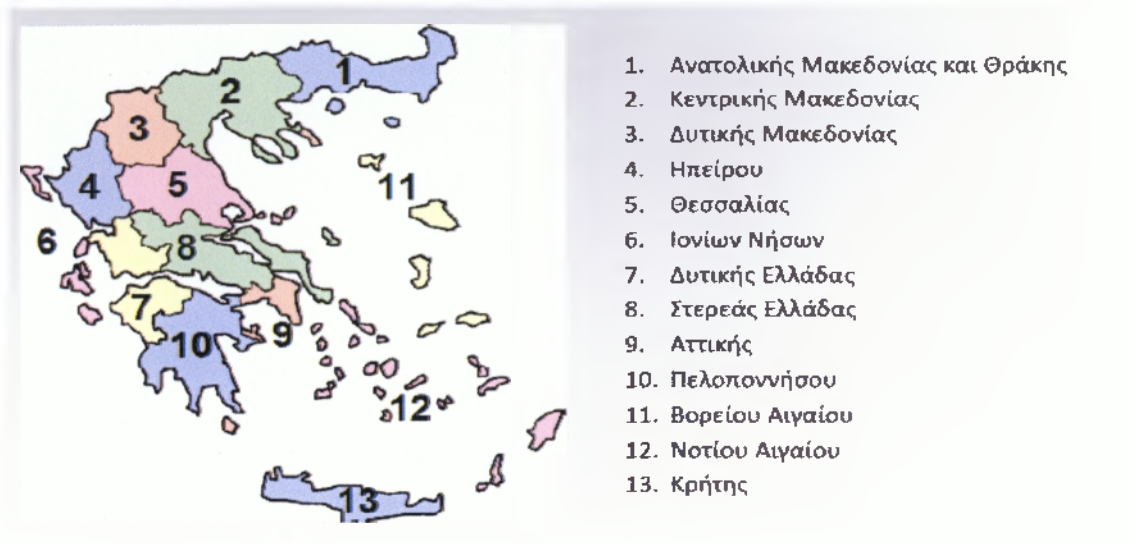 1
2
3
4
5
6
7
8
9
10
11
12
13
1. Ανατολικής Μακεδονίας και Θράκης
2. Κεντρικής Μακεδονίας
3. Δυτικής Μακεδονίας
4. Ηπείρου
5. Θεσσαλίας
6. Ιονίων Νήσων
7. Δυτικής Ελλάδας
8. Στερεάς Ελλάδας
9. Αττικής
10. Πελοποννήσου
11. Βορείου Αιγαίου
12. Νοτίου Αιγαίου
13. Κρήτης